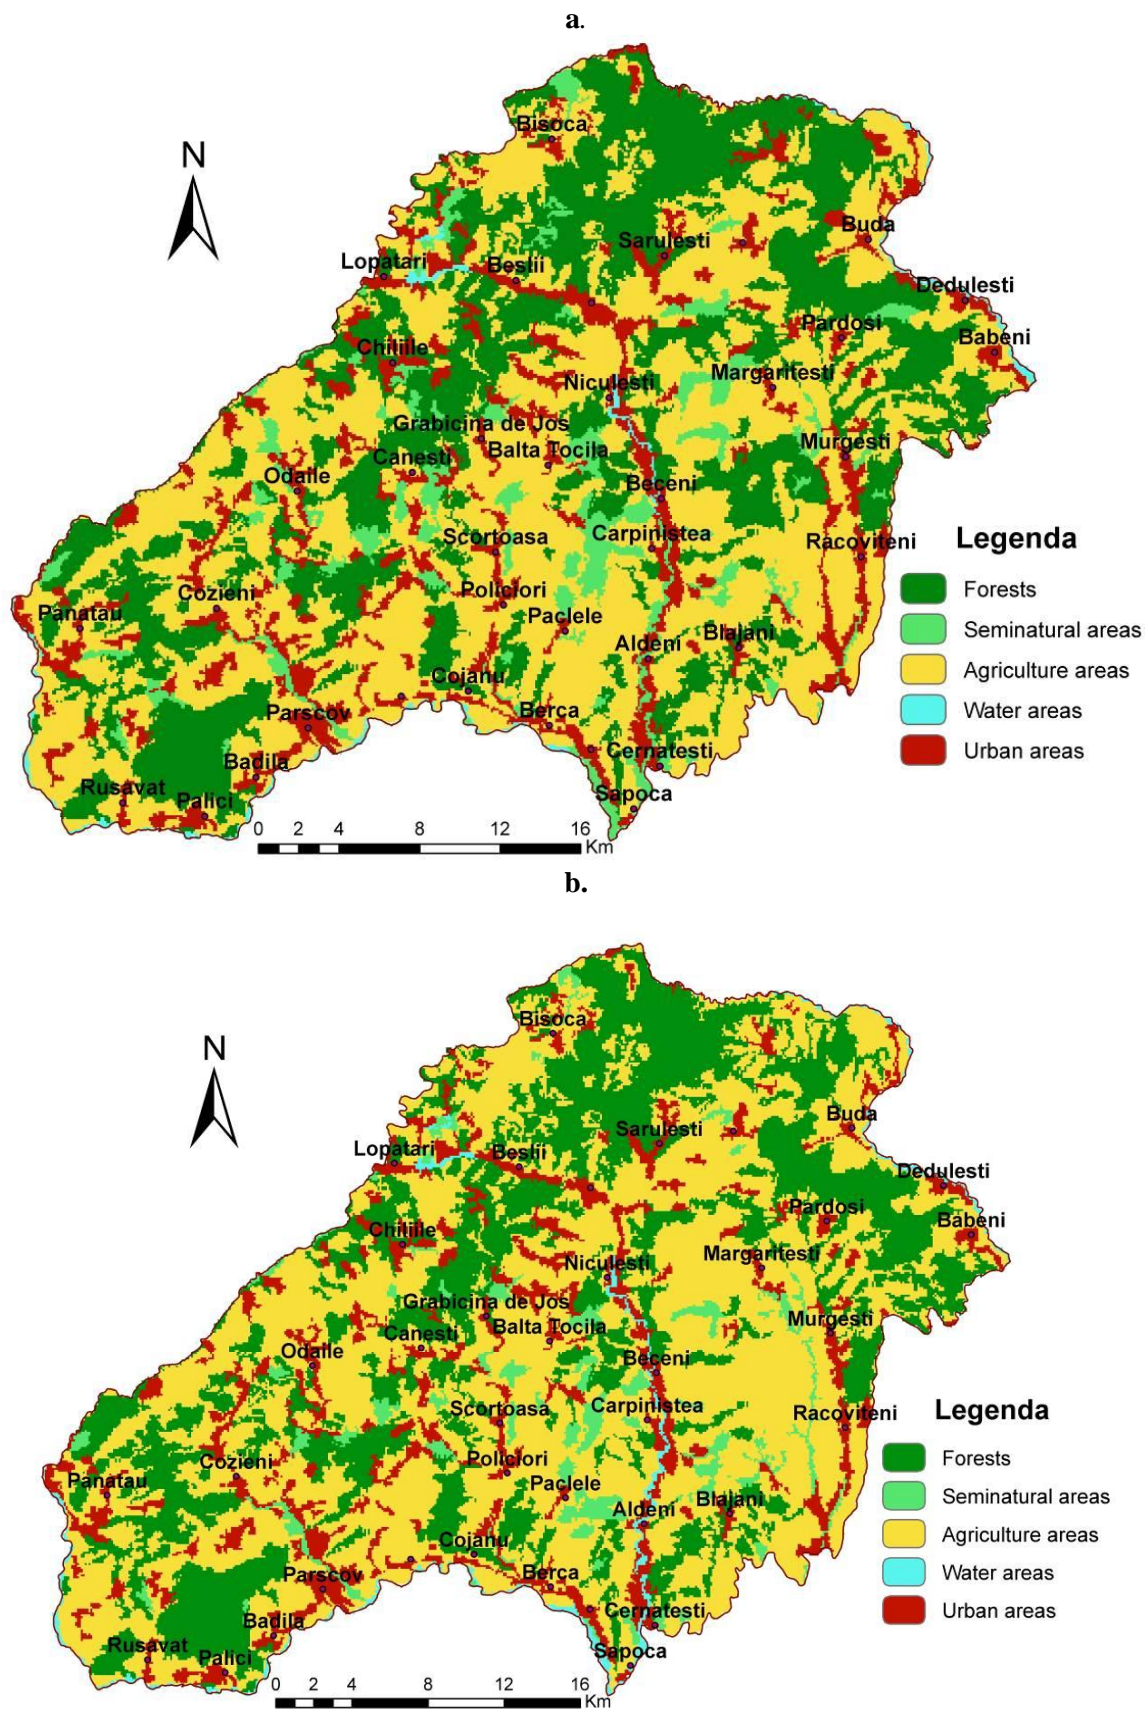 a.
N
Bisoca
Buda
Sarulesti
Lopatari
Beslii
Dedulesti
Pardosi
Babeni
Chiliile
Margaritesti
Niculesti
Grabicina de Jos
Murgesti
Balta Tocila
Canesti
Odaile
Beceni
Carpinistea
Scortoasa
Racoviteni
Policiori
Cozieni
Panatau
Paclele
Blajani
Aldeni
Cojanu
Berca
Parscov
Cernatesti
Badila
Rusavat
Palici
Sapoca
Legenda
Forests
Seminatural areas
Agriculture areas
Water areas
Urban areas
0 2 4 8 12 16
Km
b.
N
Bisoca
Buda
Sarulesti
Lopatari
Beslii
Dedulesti
Pardosi
Babeni
Chiliile
Margaritesti
Niculesti
Grabicina de Jos
Murgesti
Balta Tocila
Canesti
Odaile
Beceni
Carpinistea
Scortoasa
Racoviteni
Policiori
Cozieni
Panatau
Paclele
Blajani
Aldeni
Cojanu
Berca
Parscov
Cernatesti
Badila
Rusavat
Palici
Sapoca
Legenda
Forests
Seminatural areas
Agriculture areas
Water areas
Urban areas
0 2 4 8 12 16
Km